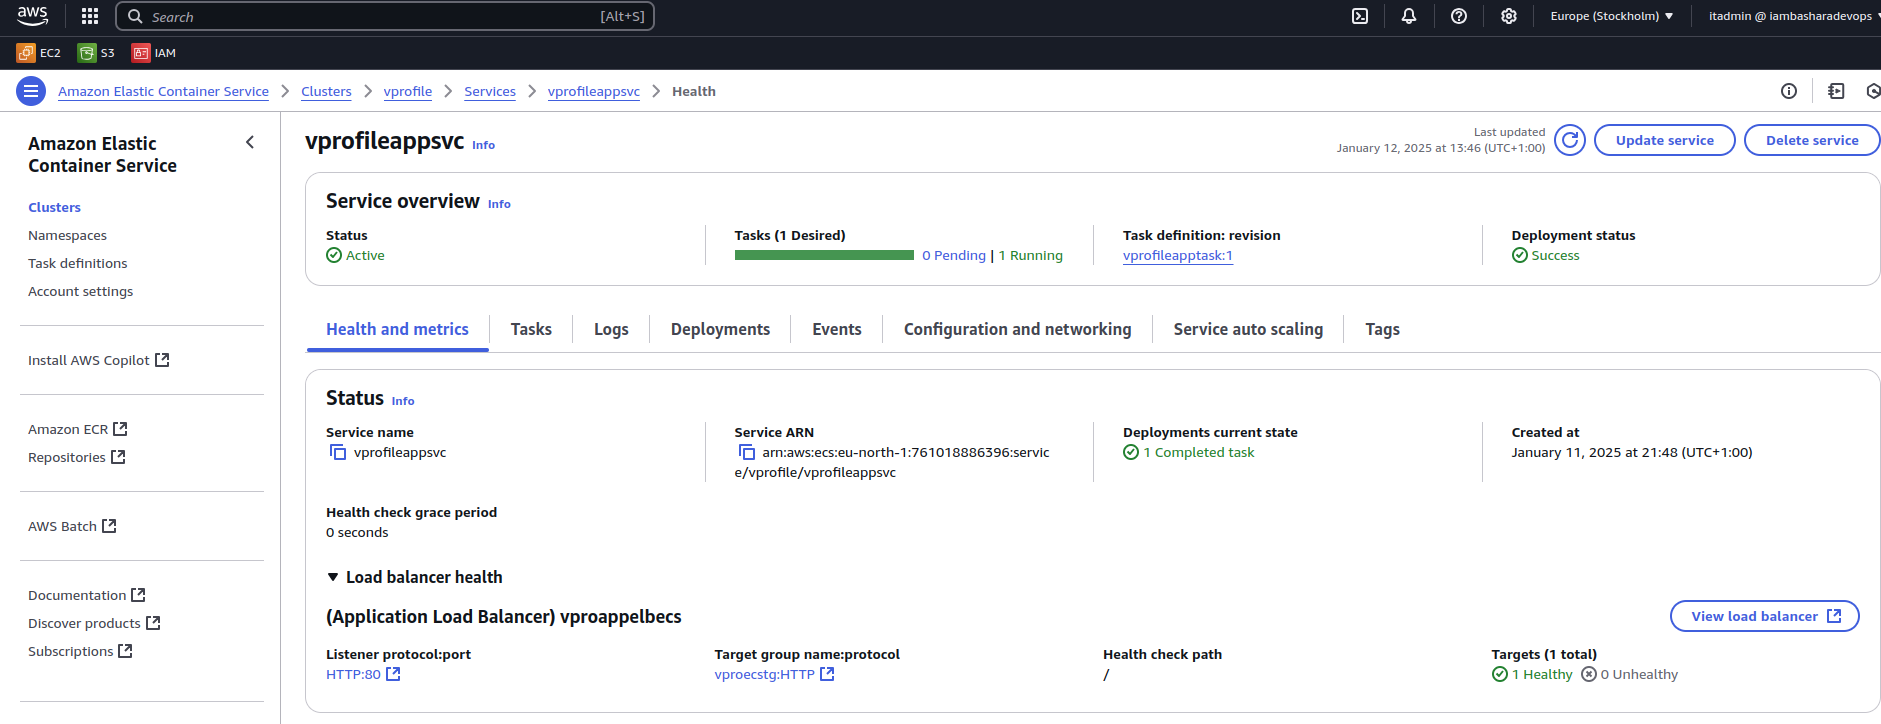 aws
Search [Alt+S]
Europe (Stockholm)
itadmin @ iambasharadevops
EC2 S3 IAM
Amazon Elastic Container Service Clusters vprofile Services vprofileappsvc Health
Amazon Elastic
Container Service
Clusters
Namespaces
Task definitions
Account settings
Install AWS Copilot
Amazon ECR
Repositories
AWS Batch
Documentation
Discover products
Subscriptions
vprofileappsvc Info
Last updated
January 12, 2025 at 13:46 (UTC+1:00)
Update service
Delete service
Service overview Info
Status
Active
Tasks (1 Desired)
0 Pending | 1 Running
Task definition: revision
vprofileapptask:1
Deployment status
Success
Health and metrics Tasks Logs Deployments Events Configuration and networking Service auto scaling Tags
Status Info
Service name
vprofileappsvc
Service ARN
arn:aws:ecs:eu-north-1:761018886396:servic
e/vprofile/vprofileappsvc
Deployments current state
1 Completed task
Created at
January 11, 2025 at 21:48 (UTC+1:00)
Health check grace period
0 seconds
Load balancer health
(Application Load Balancer) vproappelbecs
View load balancer
Listener protocol:port
HTTP:80
Target group name:protocol
vproecstg:HTTP
Health check path
/
Targets (1 total)
1 Healthy 0 Unhealthy